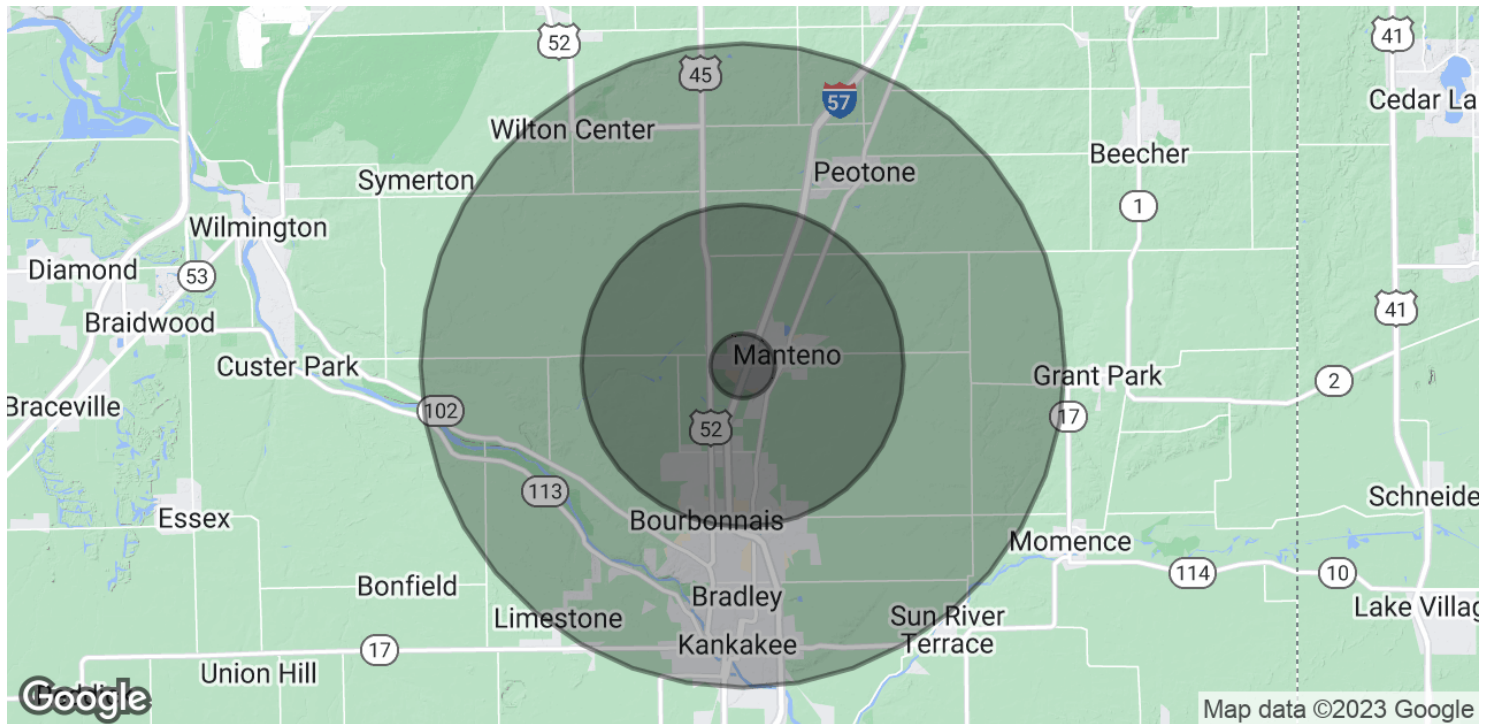 52
45
41
57
Cedar La
Wilton Center
Beecher
Peotone
Symerton
1
Wilmington
Diamond
53
41
Braidwood
Manteno
Custer Park
Grant Park
2
Braceville
102
17
52
113
Schneide
Essex
Bourbonnais
Momence
114
10
Bonfield
Bradley
Lake Villag
Limestone
Sun River
Terrace
Kankakee
17
Union Hill
Google
Map data ©2023 Google